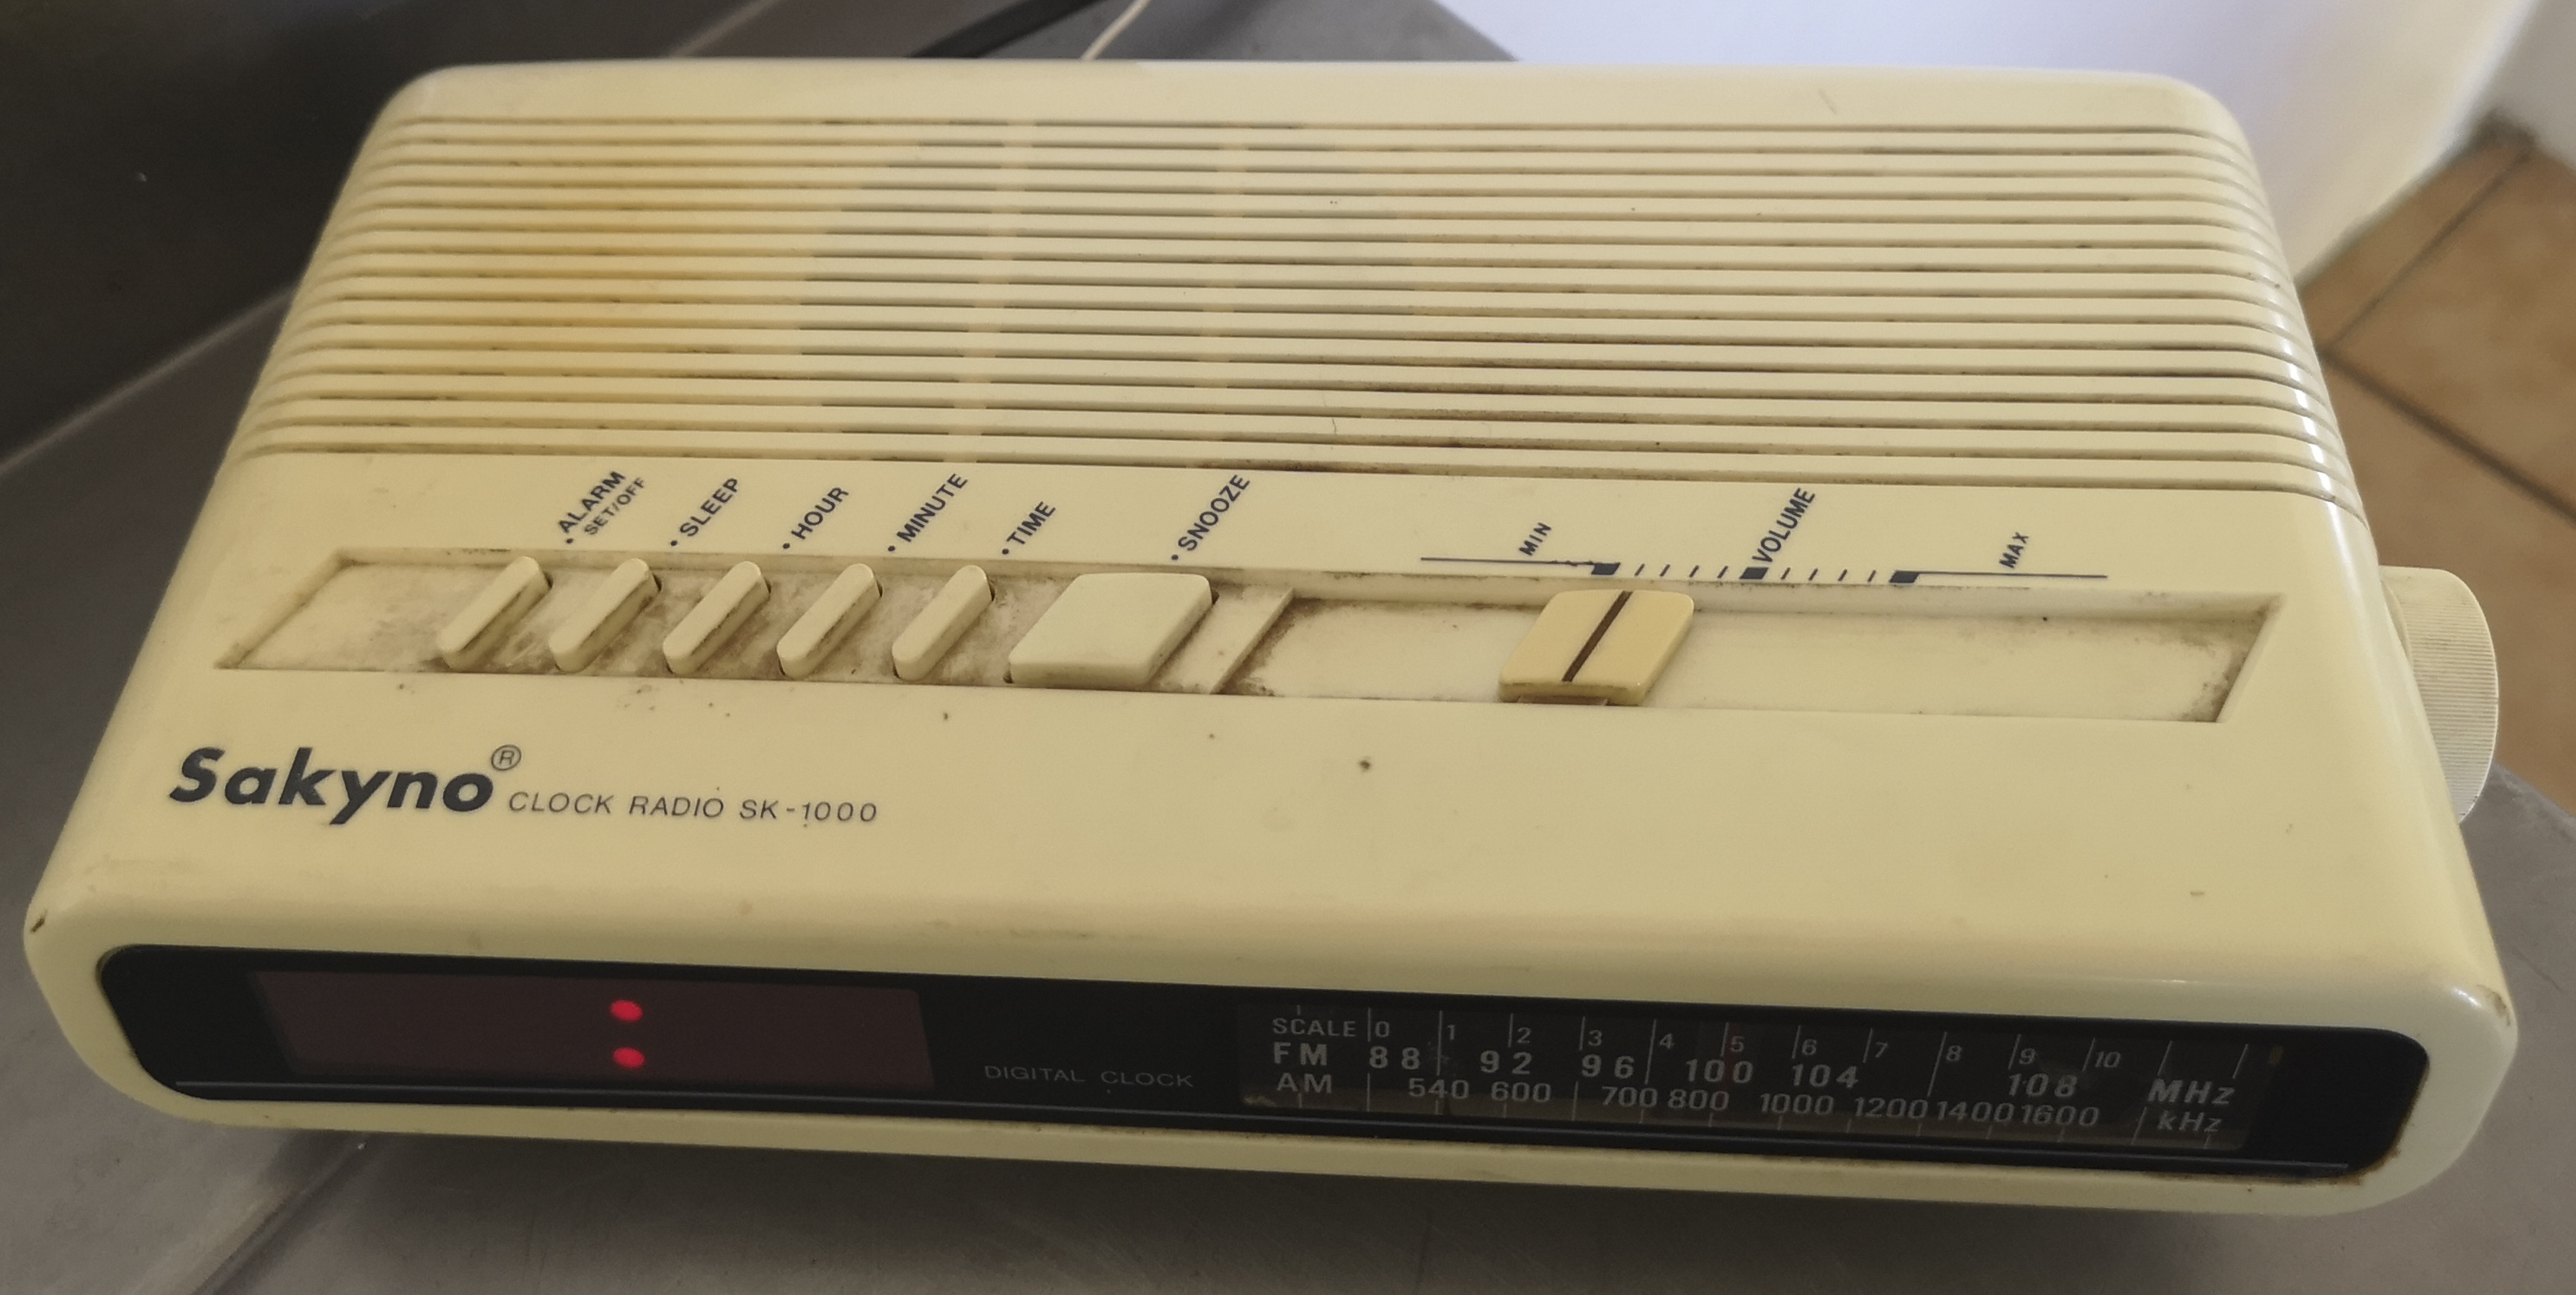 ALARM
SET/OFF
SLEEP
HOUR
MINUTE
TIME
SNOOZE
MIN
VOLUME
MAX
Sakyno® CLOCK RADIO SK-1000
DIGITAL CLOCK
SCALE 0 1 2 3 4 5 6 7 8 9 10
FM 88 92 96 100 104 108 MHz
AM 540 600 700 800 1000 1200 1400 1600 kHz